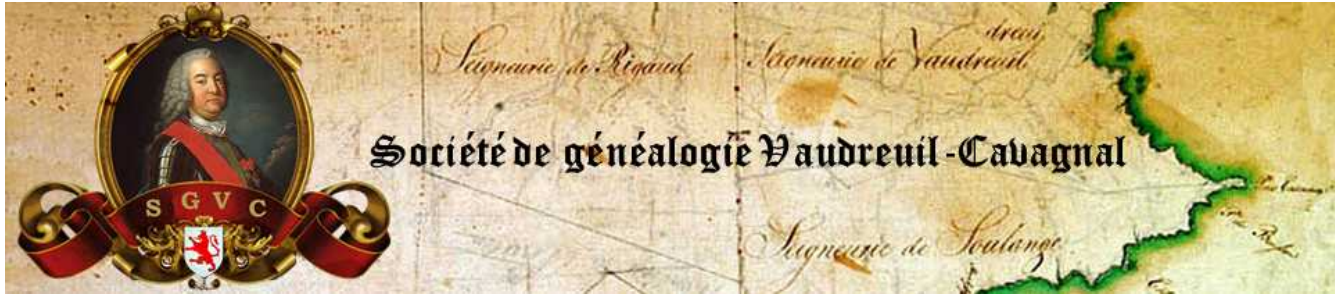 Seigneurie de Rigaud
Seigneurie de Vaudreuil
Société de généalogie Vaudreuil-Cavagnal
S G V C
Seigneurie de Soulange